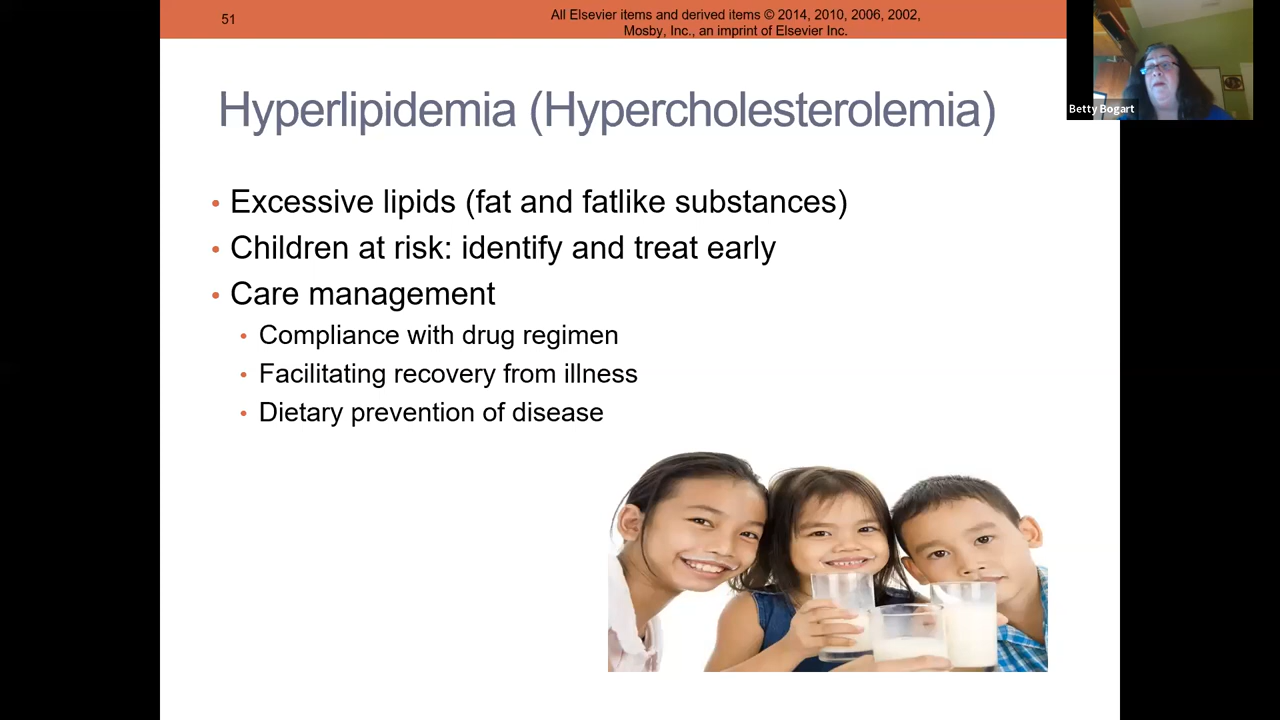 51
All Elsevier items and derived items © 2014, 2010, 2006, 2002,
Mosby, Inc., an imprint of Elsevier Inc.
Betty Bogart
Hyperlipidemia (Hypercholesterolemia)
• Excessive lipids (fat and fatlike substances)
• Children at risk: identify and treat early
• Care management
• Compliance with drug regimen
• Facilitating recovery from illness
• Dietary prevention of disease